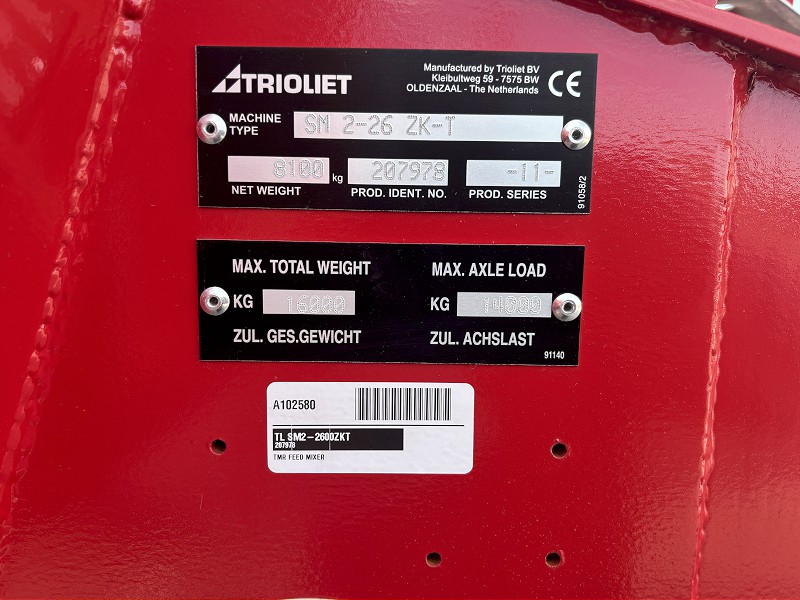 TRIOLIET
Manufactured by Trioliet BV
Kleibultweg 59 - 7575 BW
OLDENZAAL - The Netherlands
CE
MACHINE TYPE SM 2-26 ZK-T
8100 kg 207978 -11-
NET WEIGHT PROD. IDENT. NO. PROD. SERIES
91058/2
MAX. TOTAL WEIGHT MAX. AXLE LOAD
KG 16000 KG 14000
ZUL. GES.GEWICHT ZUL. ACHSLAST
91140
A102580
TL SM2-2600ZKT
207978
TMR FEED MIXER